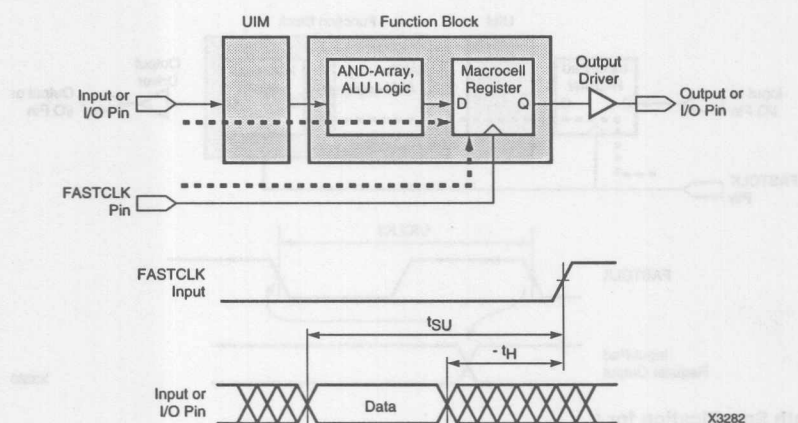 UIM
Function Block
AND-Array,
ALU Logic
Macrocell
Register
D
Q
Output
Driver
Input or
I/O Pin
Output or
I/O Pin
FASTCLK
Pin
FASTCLK
Input
tSU
- tH
Input or
I/O Pin
Data
X3282